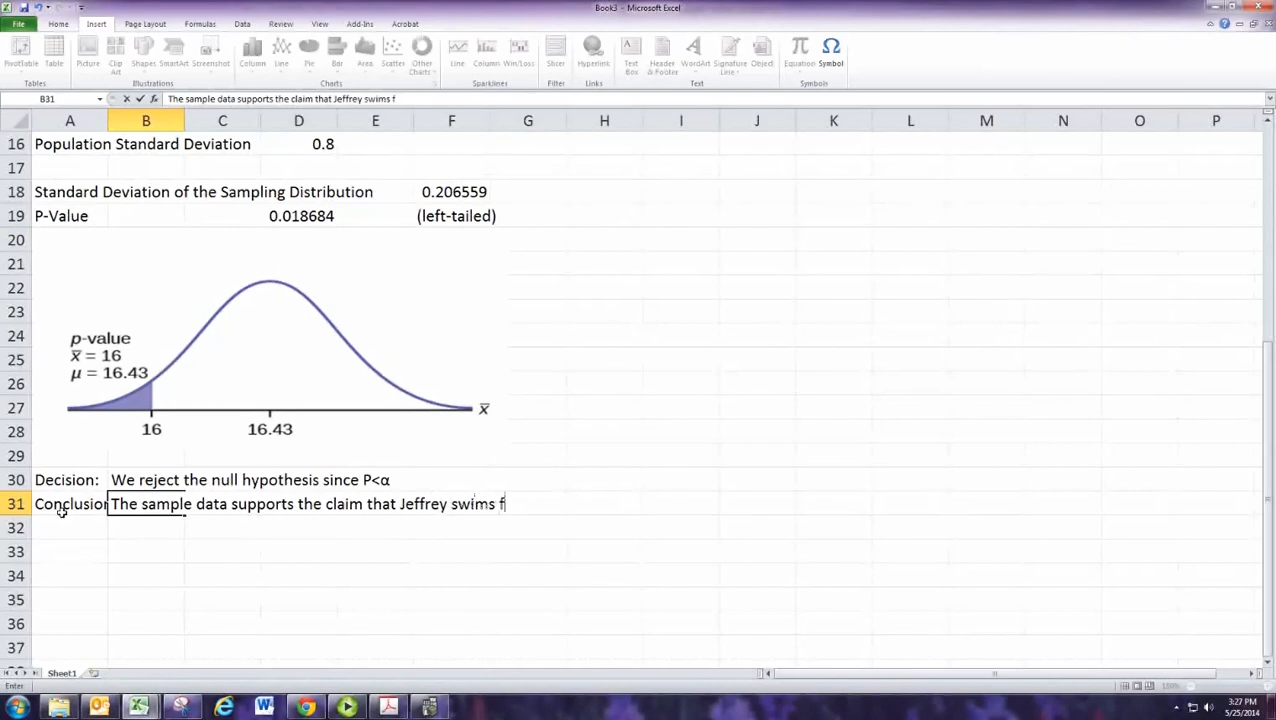 Book3 - Microsoft Excel
File Home Insert Page Layout Formulas Data Review View Add-Ins Acrobat
PivotTable Table Picture Clip Art Shapes SmartArt Screenshot Column Line Pie Bar Area Scatter Other Charts Line Column Win/Loss Slicer Hyperlink Text Box Header & Footer WordArt Signature Line Object Equation Symbol
Tables Illustrations Charts Sparklines Filter Links Text Symbols
B31 fx The sample data supports the claim that Jeffrey swims f
A B C D E F G H I J K L M N O P
16 Population Standard Deviation 0.8
17
18 Standard Deviation of the Sampling Distribution 0.206559
19 P-Value 0.018684 (left-tailed)
20
21
22
23
24
p-value
25
x̄ = 16
μ = 16.43
26
27
x̄
28
16 16.43
29
30 Decision: We reject the null hypothesis since P<α
31 Conclusion The sample data supports the claim that Jeffrey swims f
32
33
34
35
36
37
Sheet1
Enter
3:27 PM
5/25/2014